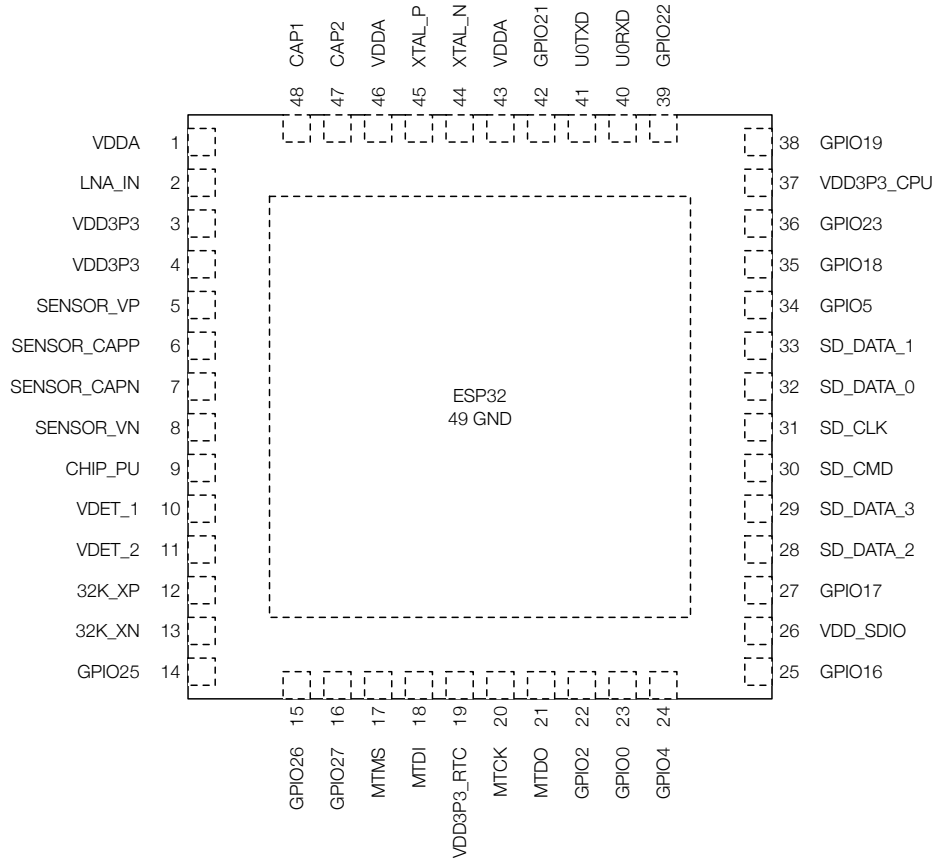 CAP1
CAP2
VDDA
XTAL_P
XTAL_N
VDDA
GPIO21
U0TXD
U0RXD
GPIO22
48
47
46
45
44
43
42
41
40
39
VDDA 1
LNA_IN 2
VDD3P3 3
VDD3P3 4
SENSOR_VP 5
SENSOR_CAPP 6
SENSOR_CAPN 7
SENSOR_VN 8
CHIP_PU 9
VDET_1 10
VDET_2 11
32K_XP 12
32K_XN 13
GPIO25 14
ESP32
49 GND
38 GPIO19
37 VDD3P3_CPU
36 GPIO23
35 GPIO18
34 GPIO5
33 SD_DATA_1
32 SD_DATA_0
31 SD_CLK
30 SD_CMD
29 SD_DATA_3
28 SD_DATA_2
27 GPIO17
26 VDD_SDIO
25 GPIO16
15
16
17
18
19
20
21
22
23
24
GPIO26
GPIO27
MTMS
MTDI
VDD3P3_RTC
MTCK
MTDO
GPIO2
GPIO0
GPIO4